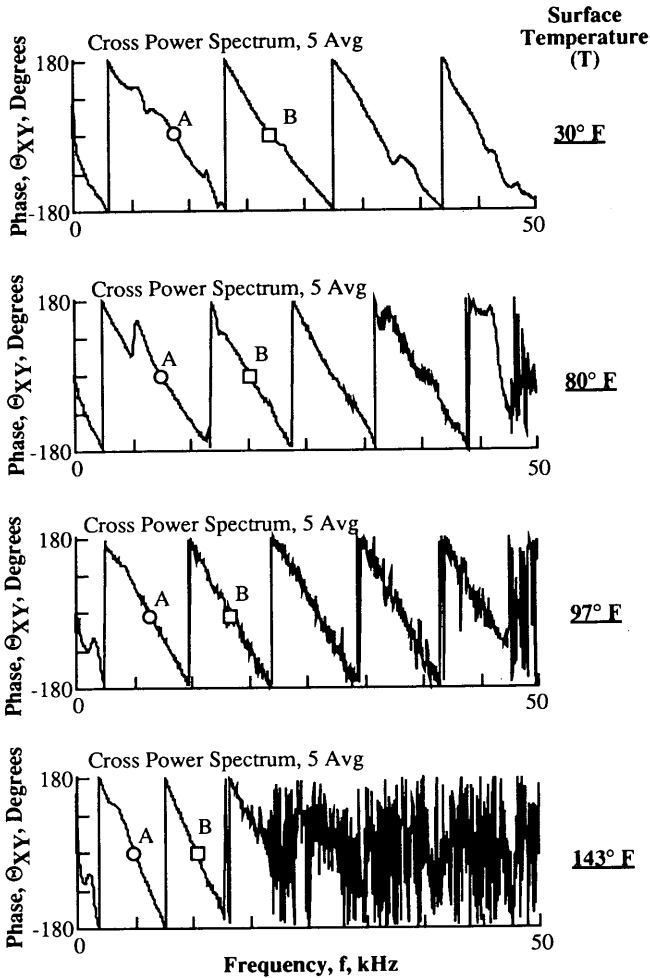 Surface
Temperature
(T)
Cross Power Spectrum, 5 Avg
Phase, ΘXY, Degrees
180
-180
A
B
0
50
30° F
Cross Power Spectrum, 5 Avg
Phase, ΘXY, Degrees
180
-180
A
B
0
50
80° F
Cross Power Spectrum, 5 Avg
Phase, ΘXY, Degrees
180
-180
A
B
0
50
97° F
Cross Power Spectrum, 5 Avg
Phase, ΘXY, Degrees
180
-180
A
B
0
50
143° F
Frequency, f, kHz